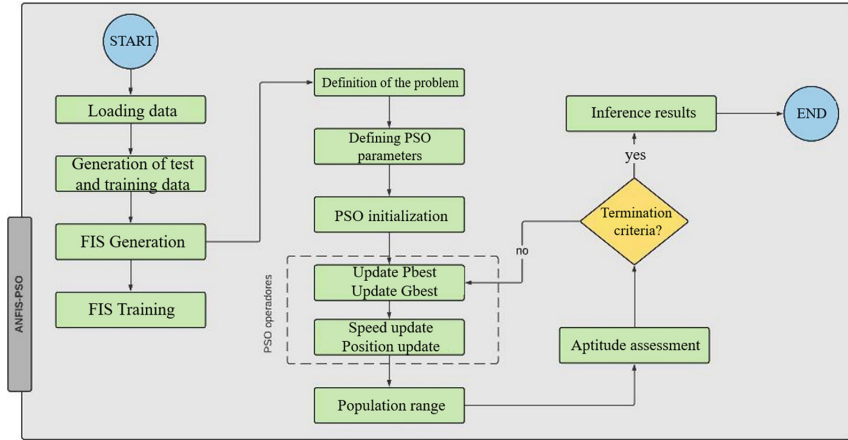 START
Loading data
Generation of test
and training data
FIS Generation
FIS Training
ANFIS-PSO
Definition of the problem
Defining PSO
parameters
PSO initialization
PSO operadores
Update Pbest
Update Gbest
Speed update
Position update
Population range
Inference results
END
yes
Termination
criteria?
no
Aptitude assessment